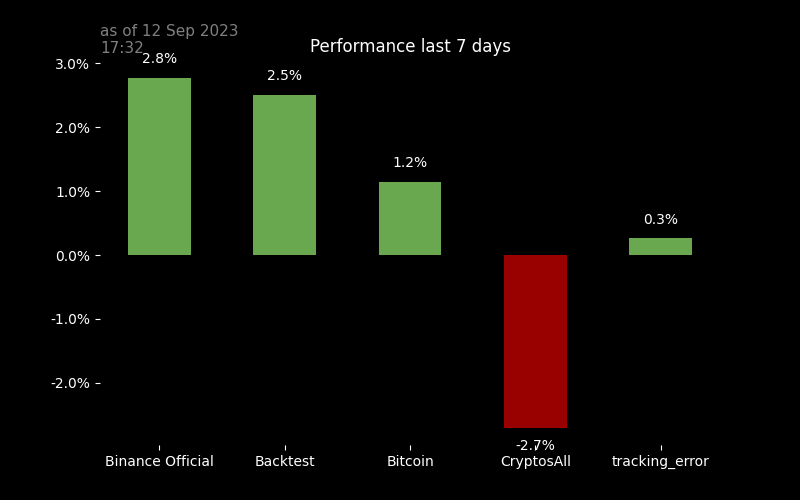 as of 12 Sep 2023
17:32
Performance last 7 days
3.0%
2.0%
1.0%
0.0%
-1.0%
-2.0%
2.8%
2.5%
1.2%
-2.7%
0.3%
Binance Official
Backtest
Bitcoin
CryptosAll
tracking_error